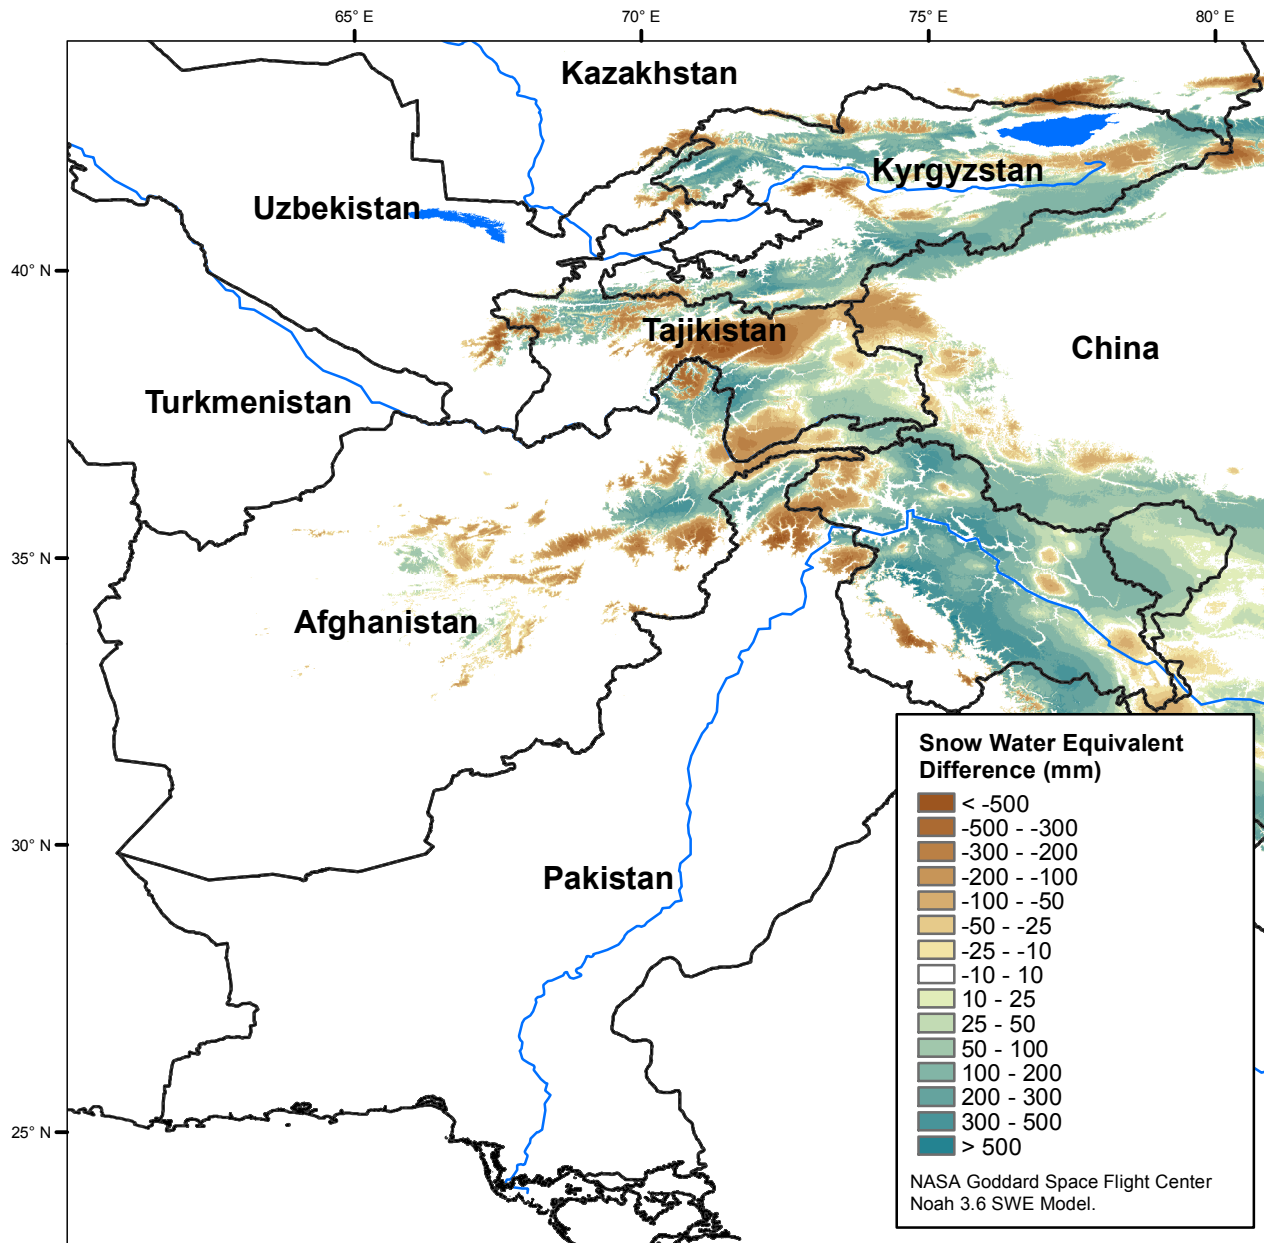 65° E
70° E
75° E
80° E
Kazakhstan
Kyrgyzstan
Uzbekistan
40° N
Tajikistan
China
Turkmenistan
35° N
Afghanistan
30° N
Pakistan
25° N
Snow Water Equivalent
Difference (mm)
< -500
-500 - -300
-300 - -200
-200 - -100
-100 - -50
-50 - -25
-25 - -10
-10 - 10
10 - 25
25 - 50
50 - 100
100 - 200
200 - 300
300 - 500
> 500
NASA Goddard Space Flight Center
Noah 3.6 SWE Model.